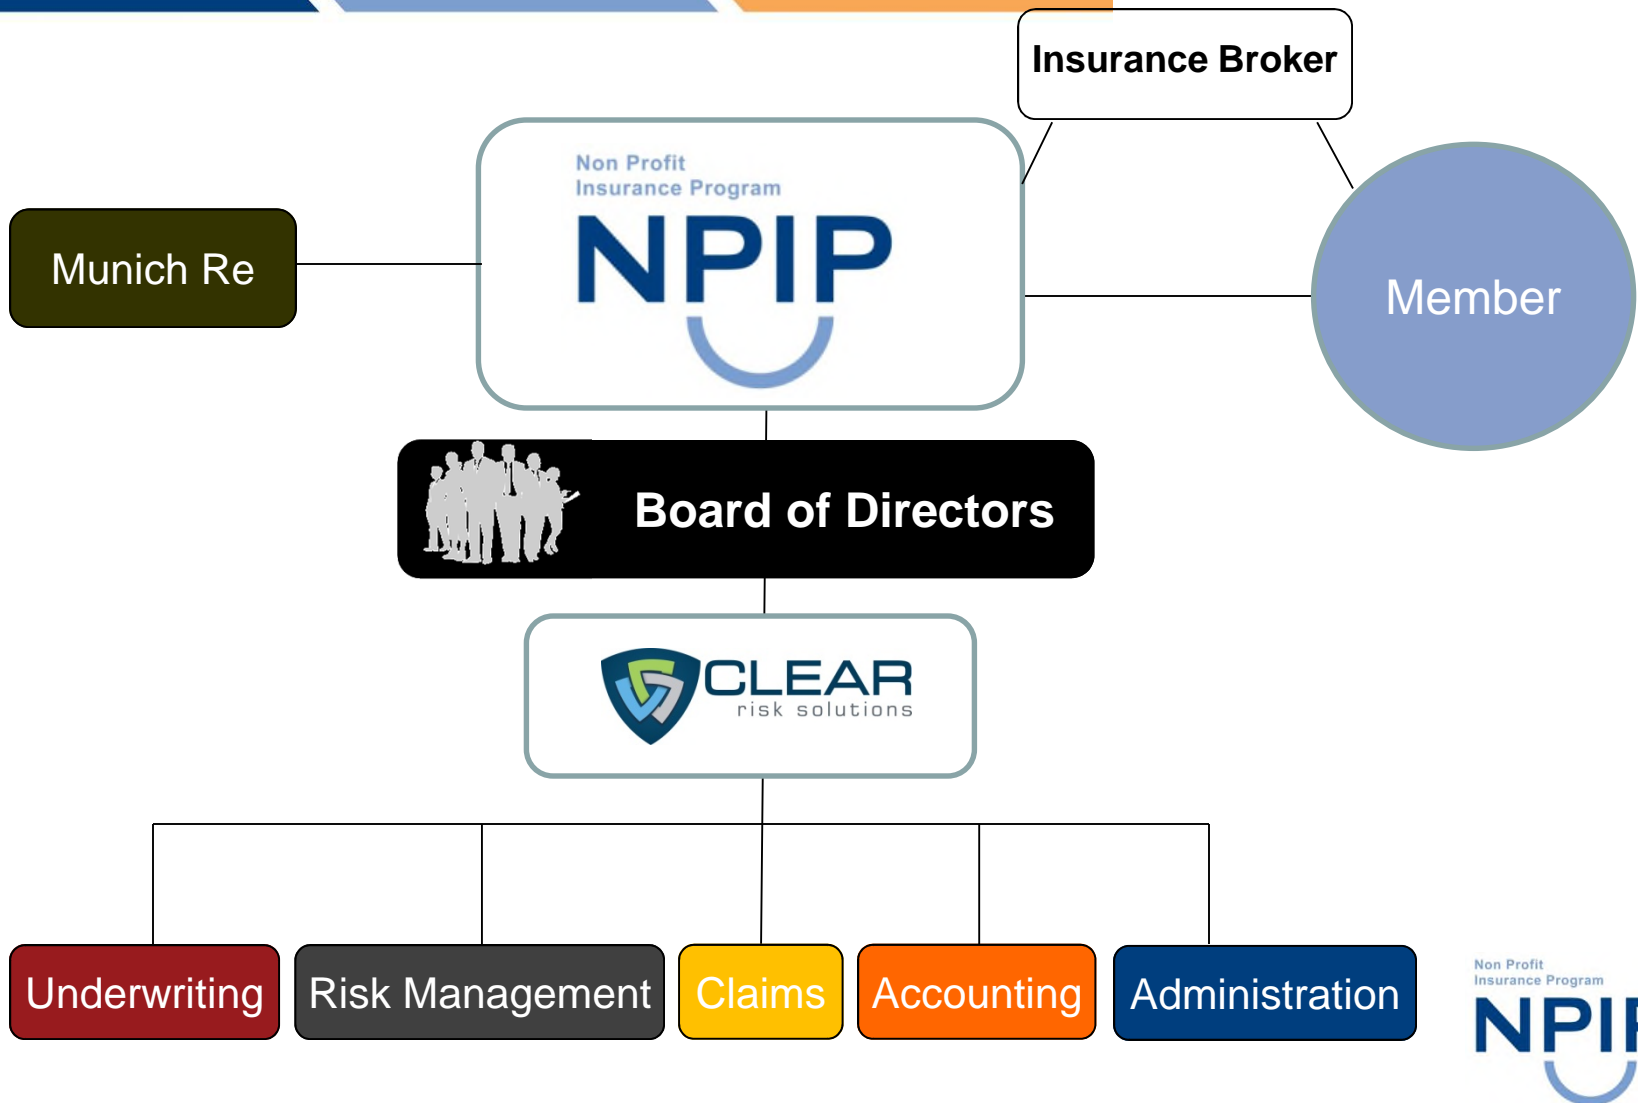 Insurance Broker
Non Profit
Insurance Program
NPIP
Munich Re
Member
Board of Directors
CLEAR
risk solutions
Underwriting
Risk Management
Claims
Accounting
Administration
Non Profit
Insurance Program
NPIP